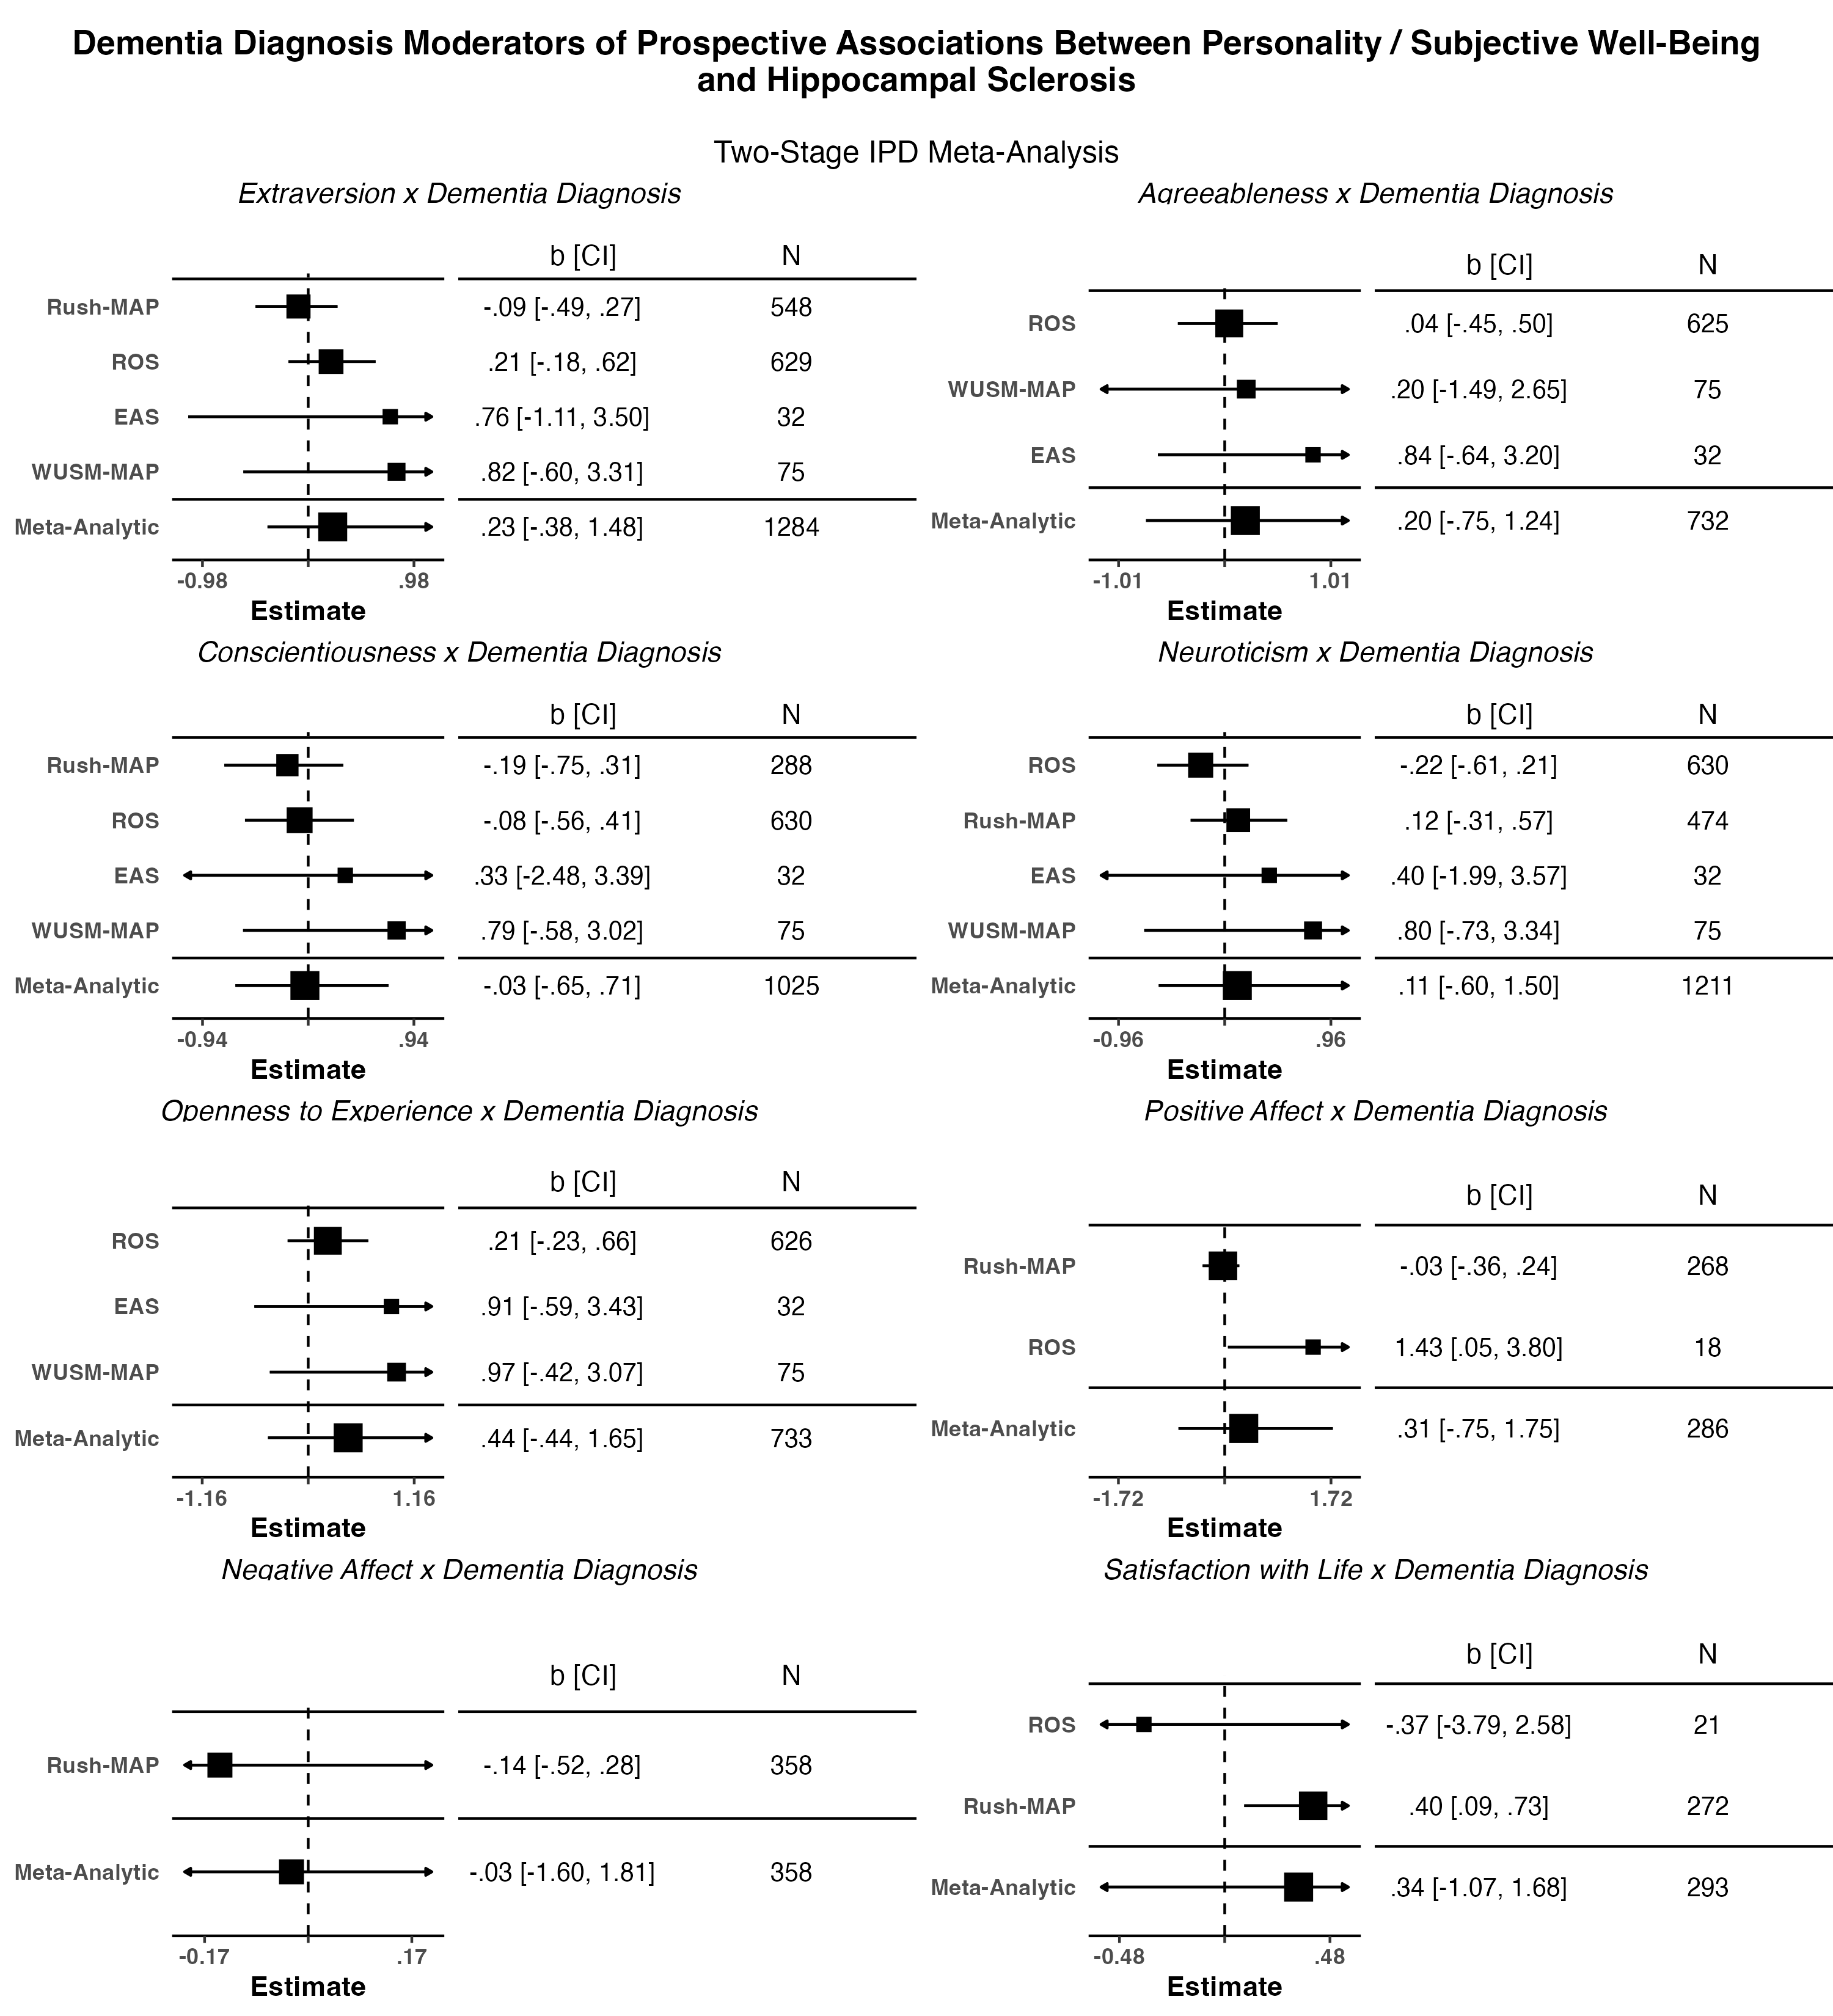 Dementia Diagnosis Moderators of Prospective Associations Between Personality / Subjective Well-Being
and Hippocampal Sclerosis
Two-Stage IPD Meta-Analysis
Extraversion x Dementia Diagnosis
b [CI] N
Rush-MAP -.09 [-.49, .27] 548
ROS .21 [-.18, .62] 629
EAS .76 [-1.11, 3.50] 32
WUSM-MAP .82 [-.60, 3.31] 75
Meta-Analytic .23 [-.38, 1.48] 1284
-0.98 .98
Estimate
Agreeableness x Dementia Diagnosis
b [CI] N
ROS .04 [-.45, .50] 625
WUSM-MAP .20 [-1.49, 2.65] 75
EAS .84 [-.64, 3.20] 32
Meta-Analytic .20 [-.75, 1.24] 732
-1.01 1.01
Estimate
Conscientiousness x Dementia Diagnosis
b [CI] N
Rush-MAP -.19 [-.75, .31] 288
ROS -.08 [-.56, .41] 630
EAS .33 [-2.48, 3.39] 32
WUSM-MAP .79 [-.58, 3.02] 75
Meta-Analytic -.03 [-.65, .71] 1025
-0.94 .94
Estimate
Neuroticism x Dementia Diagnosis
b [CI] N
ROS -.22 [-.61, .21] 630
Rush-MAP .12 [-.31, .57] 474
EAS .40 [-1.99, 3.57] 32
WUSM-MAP .80 [-.73, 3.34] 75
Meta-Analytic .11 [-.60, 1.50] 1211
-0.96 .96
Estimate
Openness to Experience x Dementia Diagnosis
b [CI] N
ROS .21 [-.23, .66] 626
EAS .91 [-.59, 3.43] 32
WUSM-MAP .97 [-.42, 3.07] 75
Meta-Analytic .44 [-.44, 1.65] 733
-1.16 1.16
Estimate
Positive Affect x Dementia Diagnosis
b [CI] N
Rush-MAP -.03 [-.36, .24] 268
ROS 1.43 [.05, 3.80] 18
Meta-Analytic .31 [-.75, 1.75] 286
-1.72 1.72
Estimate
Negative Affect x Dementia Diagnosis
b [CI] N
Rush-MAP -.14 [-.52, .28] 358
Meta-Analytic -.03 [-1.60, 1.81] 358
-0.17 .17
Estimate
Satisfaction with Life x Dementia Diagnosis
b [CI] N
ROS -.37 [-3.79, 2.58] 21
Rush-MAP .40 [.09, .73] 272
Meta-Analytic .34 [-1.07, 1.68] 293
-0.48 .48
Estimate